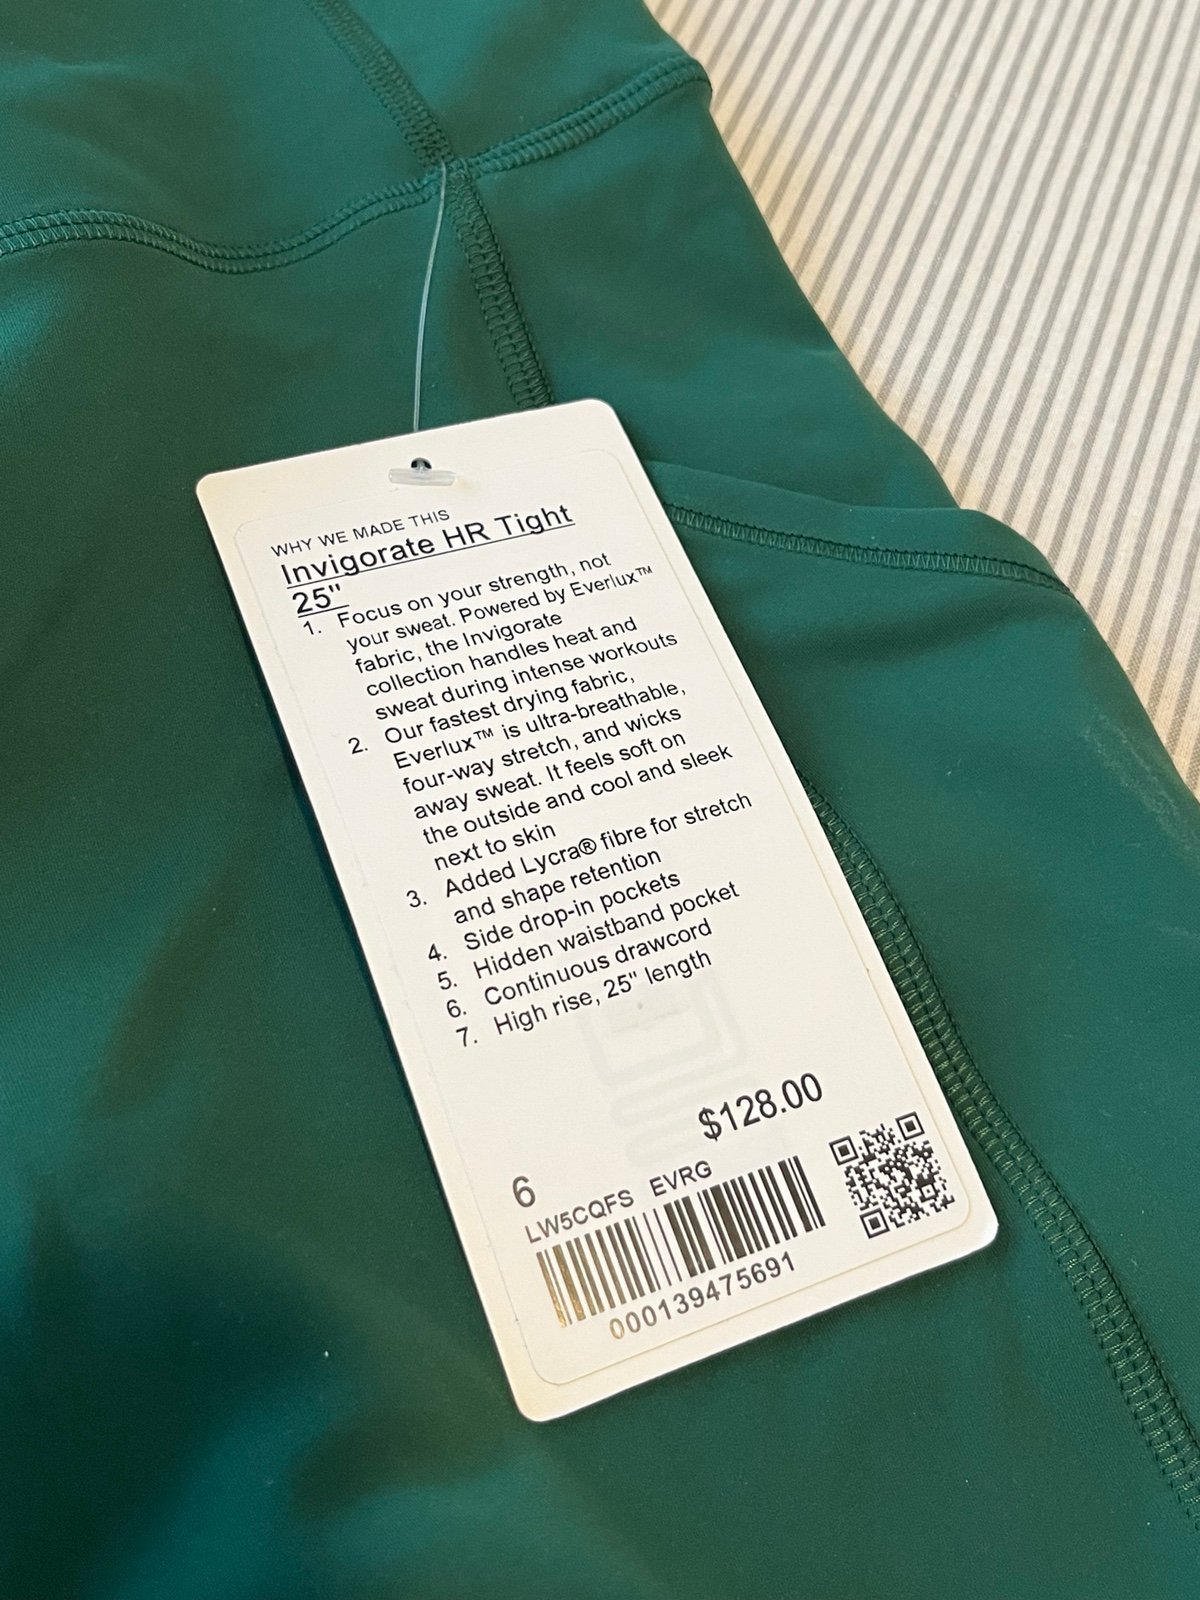 WHY WE MADE THIS
Invigorate HR Tight
25"
1. Focus on your strength, not
your sweat. Powered by Everlux™
fabric, the Invigorate
collection handles heat and
sweat during intense workouts
2. Our fastest drying fabric,
Everlux™ is ultra-breathable,
four-way stretch, and wicks
away sweat. It feels soft on
the outside and cool and sleek
next to skin
3. Added Lycra® fibre for stretch
and shape retention
4. Side drop-in pockets
5. Hidden waistband pocket
6. Continuous drawcord
7. High rise, 25" length
$128.00
6
LW5CQFS EVRG
000139475691